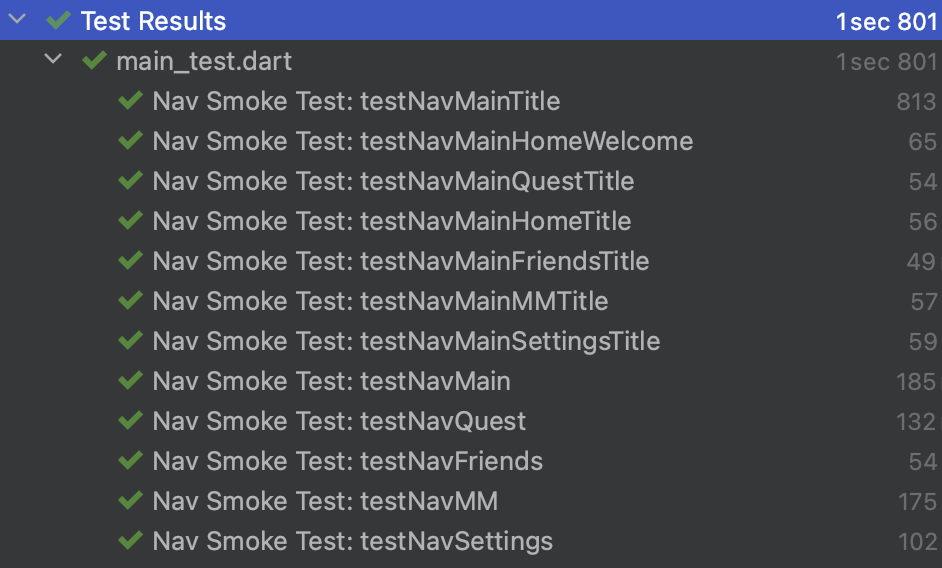 Test Results 1sec 801
main_test.dart 1sec 801
Nav Smoke Test: testNavMainTitle 813
Nav Smoke Test: testNavMainHomeWelcome 65
Nav Smoke Test: testNavMainQuestTitle 54
Nav Smoke Test: testNavMainHomeTitle 56
Nav Smoke Test: testNavMainFriendsTitle 49
Nav Smoke Test: testNavMainMMTitle 57
Nav Smoke Test: testNavMainSettingsTitle 59
Nav Smoke Test: testNavMain 185
Nav Smoke Test: testNavQuest 132
Nav Smoke Test: testNavFriends 54
Nav Smoke Test: testNavMM 175
Nav Smoke Test: testNavSettings 102